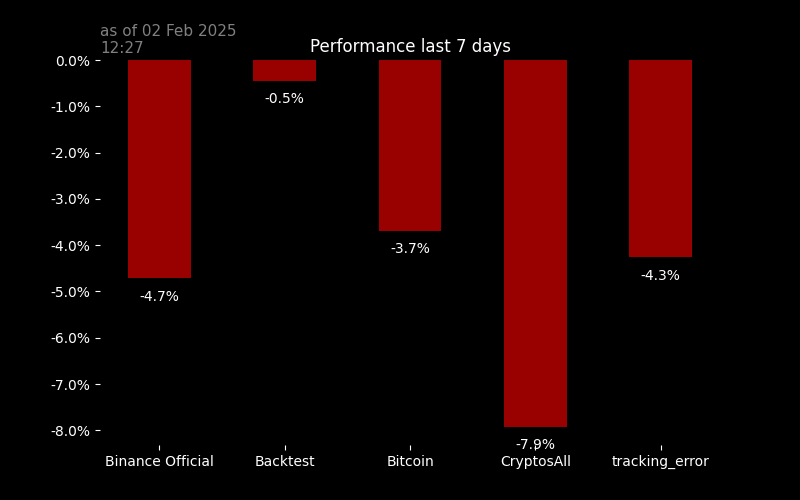 as of 02 Feb 2025
12:27
Performance last 7 days
0.0%
-1.0%
-2.0%
-3.0%
-4.0%
-5.0%
-6.0%
-7.0%
-8.0%
-4.7%
-0.5%
-3.7%
-7.9%
-4.3%
Binance Official
Backtest
Bitcoin
CryptosAll
tracking_error